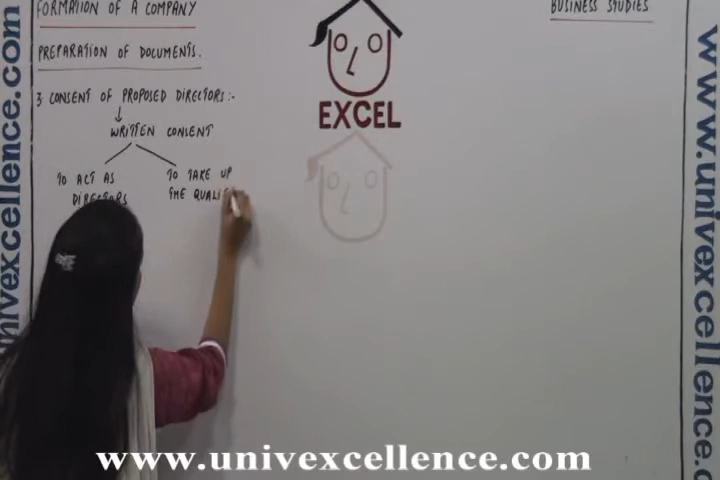 FORMATION OF A COMPANY
BUSINESS STUDIES
PREPARATION OF DOCUMENTS.
3. CONSENT OF PROPOSED DIRECTORS:-
WRITTEN CONSENT
TO ACT AS
DIRECTORS
TO TAKE UP
THE QUALI
EXCEL
univexcellence.com
www.univexcellence.com
www.univexcellence.com